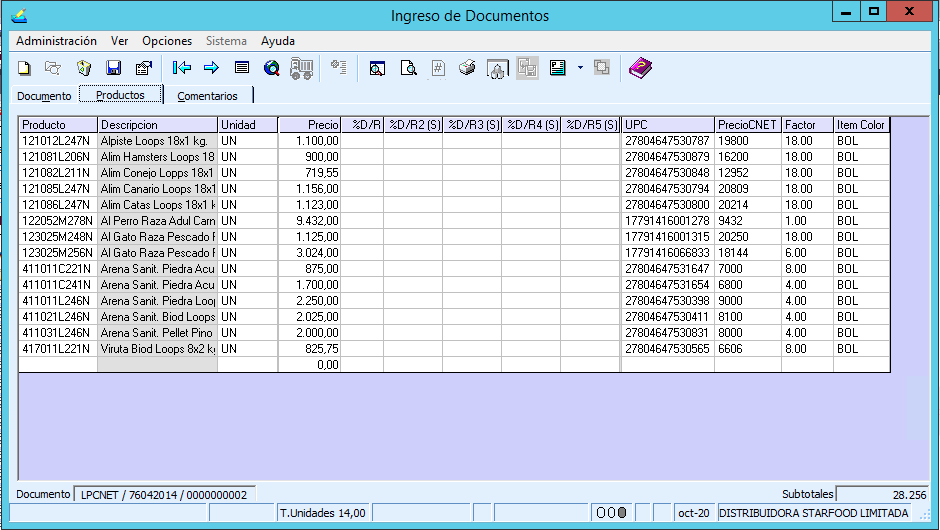 Ingreso de Documentos
Administración Ver Opciones Sistema Ayuda
Documento Productos Comentarios
Producto Descripcion Unidad Precio %D/R %D/R2 (S) %D/R3 (S) %D/R4 (S) %D/R5 (S) UPC PrecioCNET Factor Item Color
121012L247N Alpiste Loops 18x1 kg. UN 1.100,00 27804647530787 19800 18.00 BOL
121081L206N Alim Hamsters Loops 18 UN 900,00 27804647530879 16200 18.00 BOL
121082L211N Alim Conejo Lopps 18x1 UN 719,55 27804647530848 12952 18.00 BOL
121085L247N Alim Canario Loops 18x1 UN 1.156,00 27804647530794 20809 18.00 BOL
121086L247N Alim Catas Loops 18x1 k UN 1.123,00 27804647530800 20214 18.00 BOL
122052M278N Al Perro Raza Adul Carn UN 9.432,00 17791416001278 9432 1.00 BOL
123025M248N Al Gato Raza Pescado F UN 1.125,00 17791416001315 20250 18.00 BOL
123025M256N Al Gato Raza Pescado F UN 3.024,00 17791416066833 18144 6.00 BOL
411011C221N Arena Sanit. Piedra Acu UN 875,00 27804647531647 7000 8.00 BOL
411011C241N Arena Sanit. Piedra Acu UN 1.700,00 27804647531654 6800 4.00 BOL
411011L246N Arena Sanit. Piedra Loop UN 2.250,00 27804647530398 9000 4.00 BOL
411021L246N Arena Sanit. Biod Loops UN 2.025,00 27804647530411 8100 4.00 BOL
411031L246N Arena Sanit. Pellet Pino UN 2.000,00 27804647530831 8000 4.00 BOL
417011L221N Viruta Biod Loops 8x2 kg UN 825,75 27804647530565 6606 8.00 BOL
0,00
Documento LPCNET / 76042014 / 0000000002 Subtotales 28.256
T.Unidades 14,00 oct-20 DISTRIBUIDORA STARFOOD LIMITADA